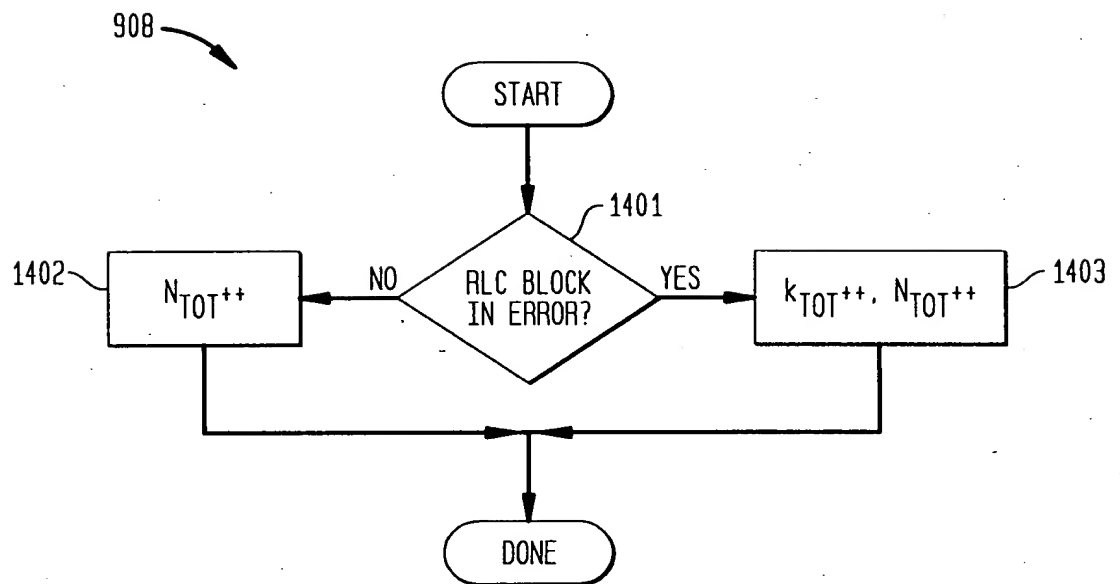 908
START
1401
RLC BLOCK
IN ERROR?
NO
YES
1402
N_TOT++
k_TOT++, N_TOT++
1403
DONE